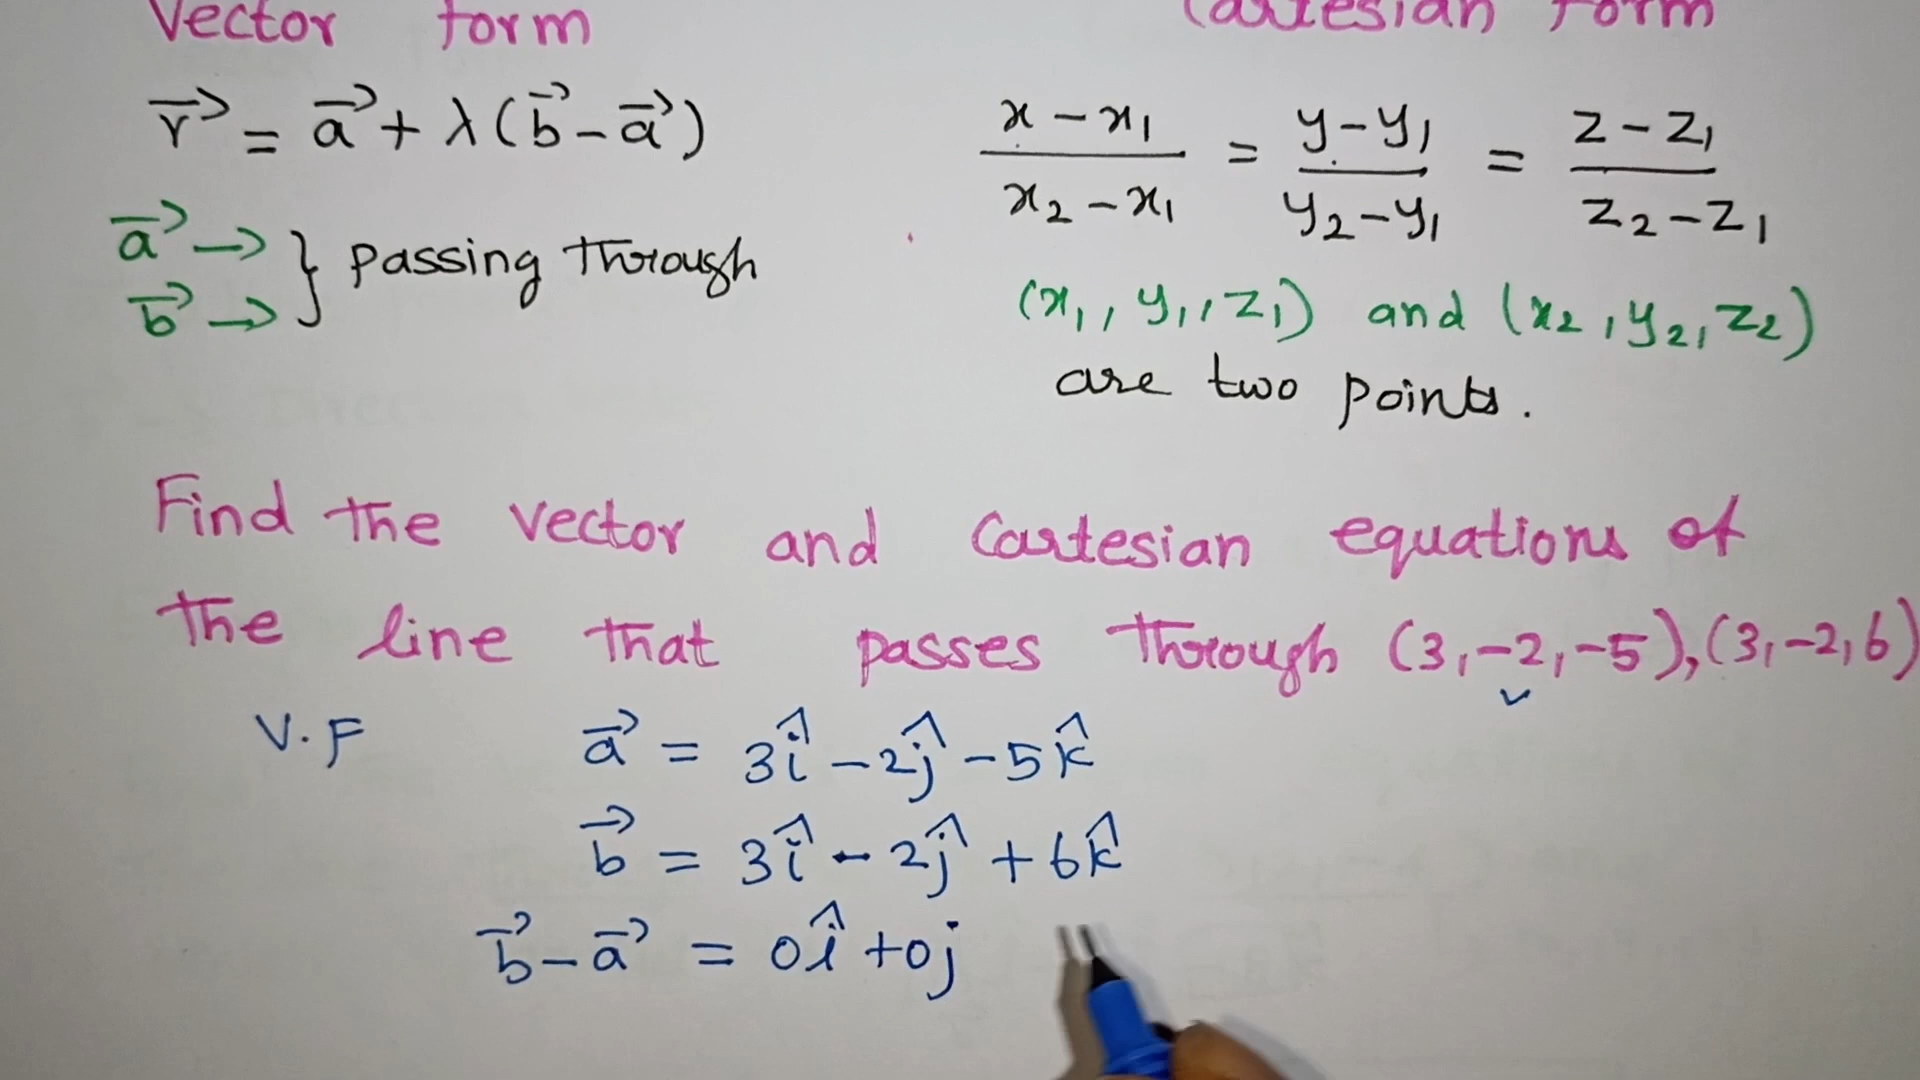 Vector form
Cartesian Form
r⃗ = a⃗ + λ(b⃗ - a⃗)
x - x₁ / x₂ - x₁ = y - y₁ / y₂ - y₁ = z - z₁ / z₂ - z₁
a⃗ →
b⃗ →
} passing through
(x₁, y₁, z₁) and (x₂, y₂, z₂)
are two points.
Find the vector and Cartesian equations of
the line that passes through (3,-2,-5),(3,-2,6)
V.F
a⃗ = 3î - 2ĵ - 5k̂
b⃗ = 3î - 2ĵ + 6k̂
b⃗ - a⃗ = 0î + 0j